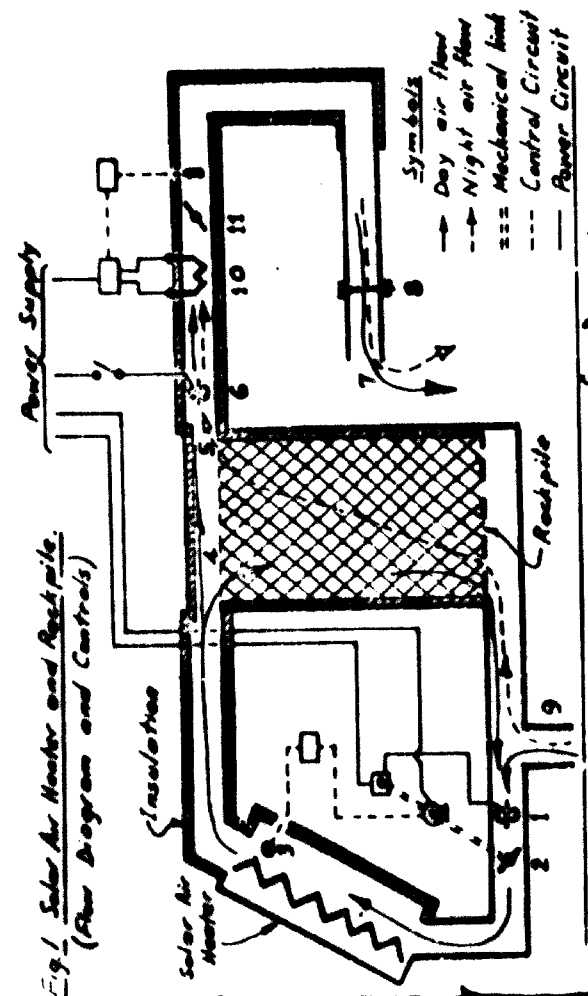 Fig. 1 Solar Air Heater and Rockpile.
(Flow Diagram and Controls)
Power Supply
Insulation
Solar Air
Heater
Rockpile
1
2
3
4
5
6
7
8
9
10
11
Symbols
Day air flow
Night air flow
Mechanical link
Control Circuit
Power Circuit